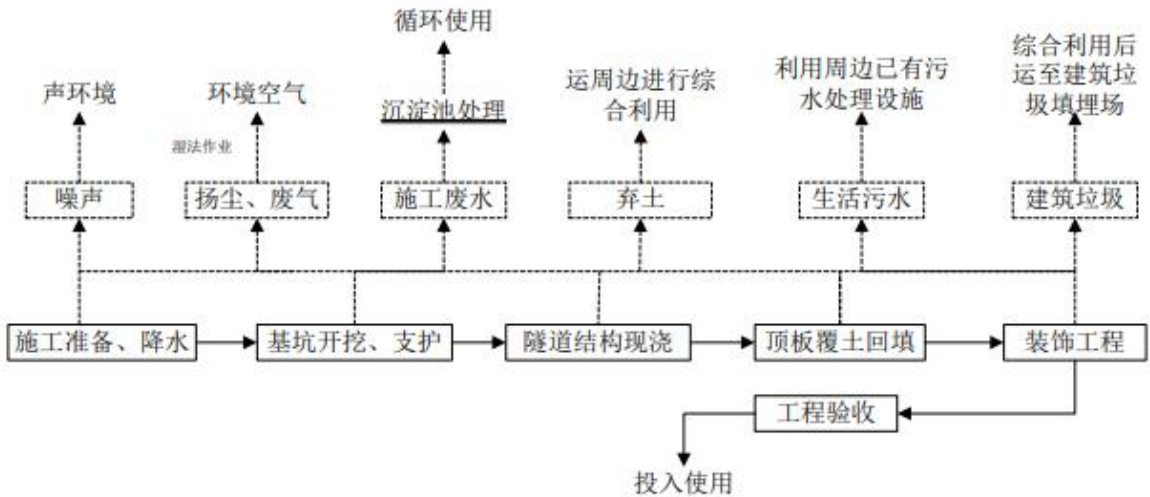 循环使用
声环境
环境空气
沉淀池处理
运周边进行综
合利用
利用周边已有污
水处理设施
综合利用后
运至建筑垃
圾填埋场
湿法作业
噪声
扬尘、废气
施工废水
弃土
生活污水
建筑垃圾
施工准备、降水
基坑开挖、支护
隧道结构现浇
顶板覆土回填
装饰工程
工程验收
投入使用